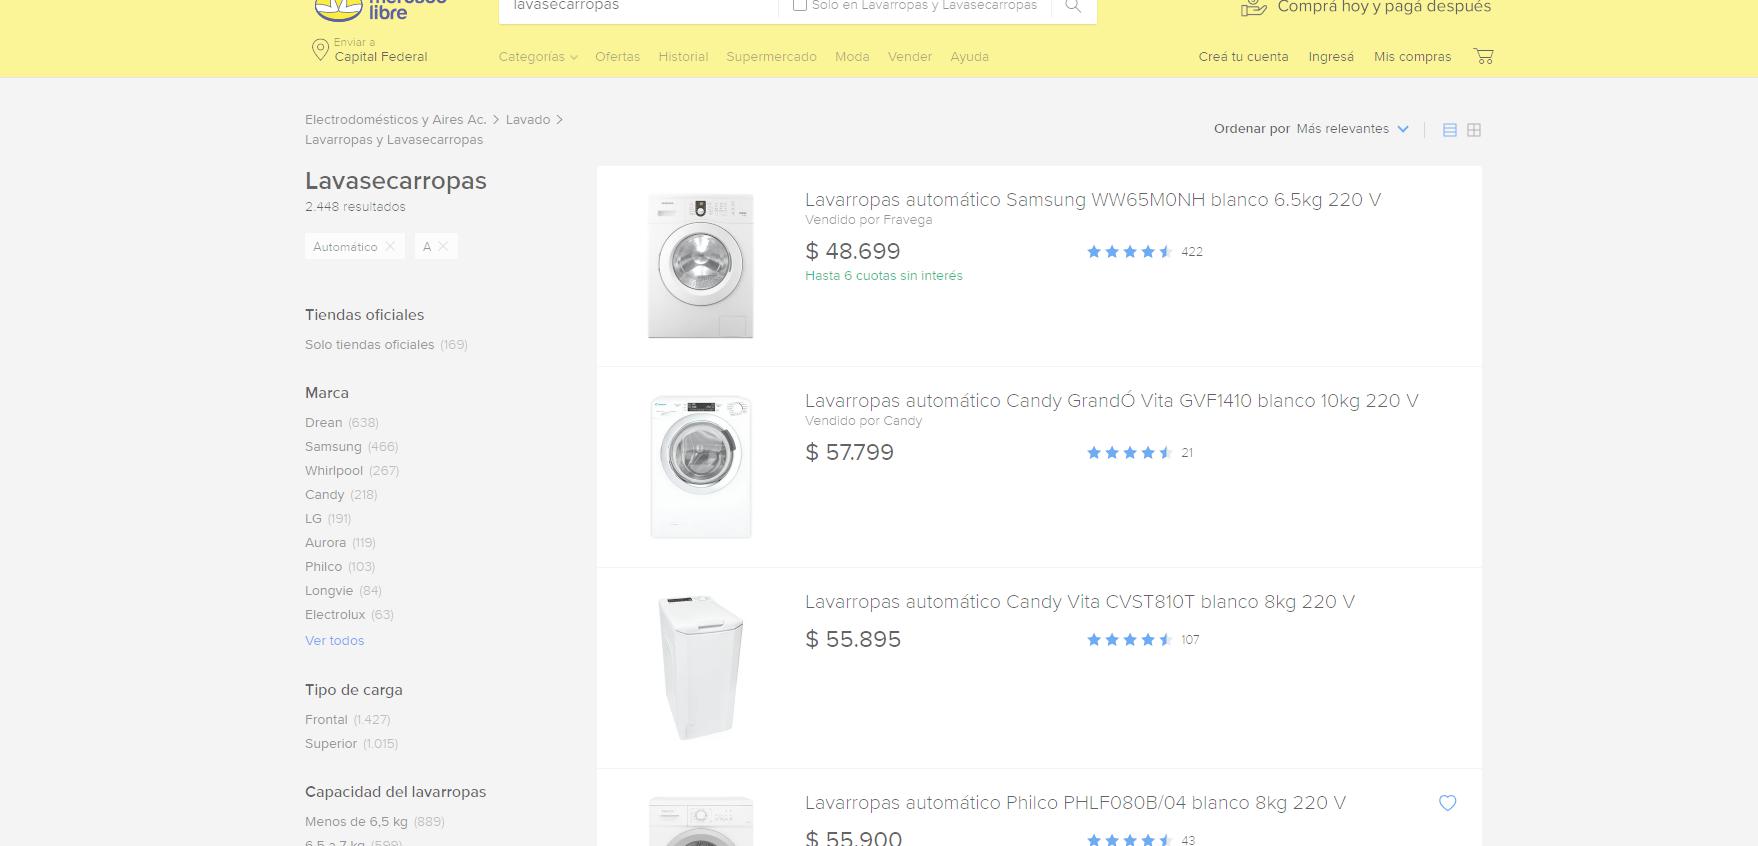 mercado
libre
lavasecarropas
Solo en Lavarropas y Lavasecarropas
Comprá hoy y pagá después
Enviar a
Capital Federal
Categorías
Ofertas
Historial
Supermercado
Moda
Vender
Ayuda
Creá tu cuenta
Ingresá
Mis compras
Electrodomésticos y Aires Ac. > Lavado >
Lavarropas y Lavasecarropas
Ordenar por Más relevantes
Lavasecarropas
2.448 resultados
Automático
A
Tiendas oficiales
Solo tiendas oficiales (169)
Marca
Drean (638)
Samsung (466)
Whirlpool (267)
Candy (218)
LG (191)
Aurora (119)
Philco (103)
Longvie (84)
Electrolux (63)
Ver todos
Tipo de carga
Frontal (1.427)
Superior (1.015)
Capacidad del lavarropas
Menos de 6,5 kg (889)
6,5 a 7 kg (599)
Lavarropas automático Samsung WW65M0NH blanco 6.5kg 220 V
Vendido por Fravega
$ 48.699
422
Hasta 6 cuotas sin interés
Lavarropas automático Candy GrandÓ Vita GVF1410 blanco 10kg 220 V
Vendido por Candy
$ 57.799
21
Lavarropas automático Candy Vita CVST810T blanco 8kg 220 V
$ 55.895
107
Lavarropas automático Philco PHLF080B/04 blanco 8kg 220 V
$ 55.900
43